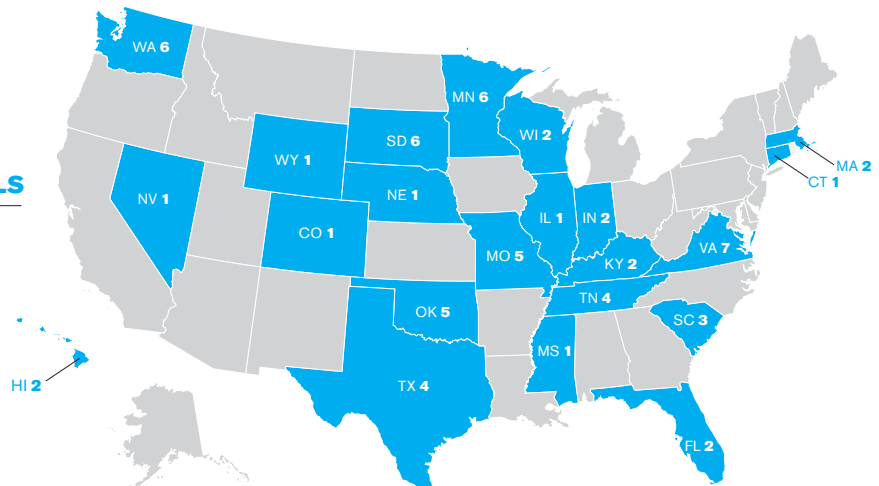 WA 6
MN 6
WI 2
SD 6
WY 1
MA 2
CT 1
LS
NV 1
NE 1
IL 1
IN 2
CO 1
MO 5
KY 2
VA 7
TN 4
OK 5
SC 3
MS 1
TX 4
HI 2
FL 2